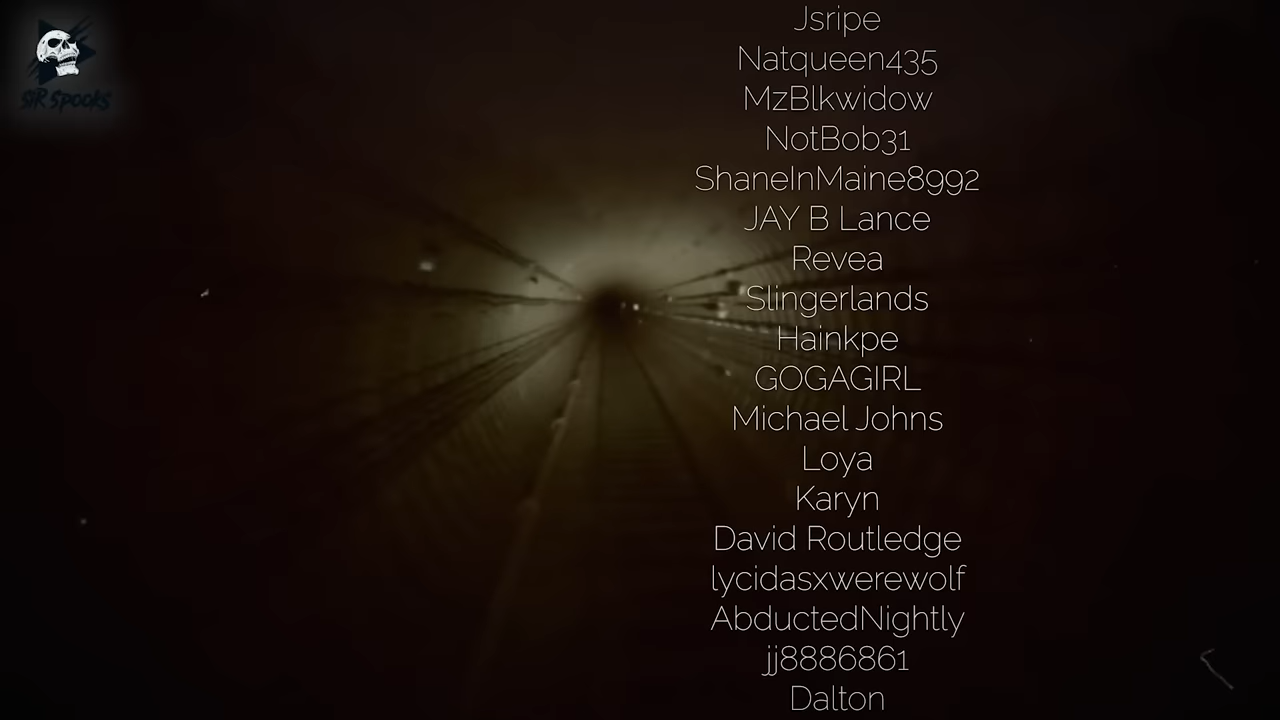 SIR SPOOKS
Jsripe
Natqueen435
MzBlkwidow
NotBob31
ShaneInMaine8992
JAY B Lance
Revea
Slingerlands
Hainkpe
GOGAGIRL
Michael Johns
Loya
Karyn
David Routledge
lycidasxwerewolf
AbductedNightly
jj8886861
Dalton